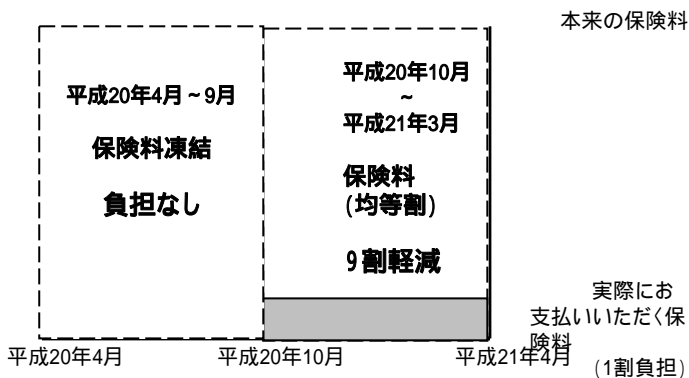 本来の保険料
平成20年4月~9月
保険料凍結
負担なし
平成20年10月
~
平成21年3月
保険料
(均等割)
9割軽減
実際にお
支払いいただく保
険料
(1割負担)
平成20年4月
平成20年10月
平成21年4月